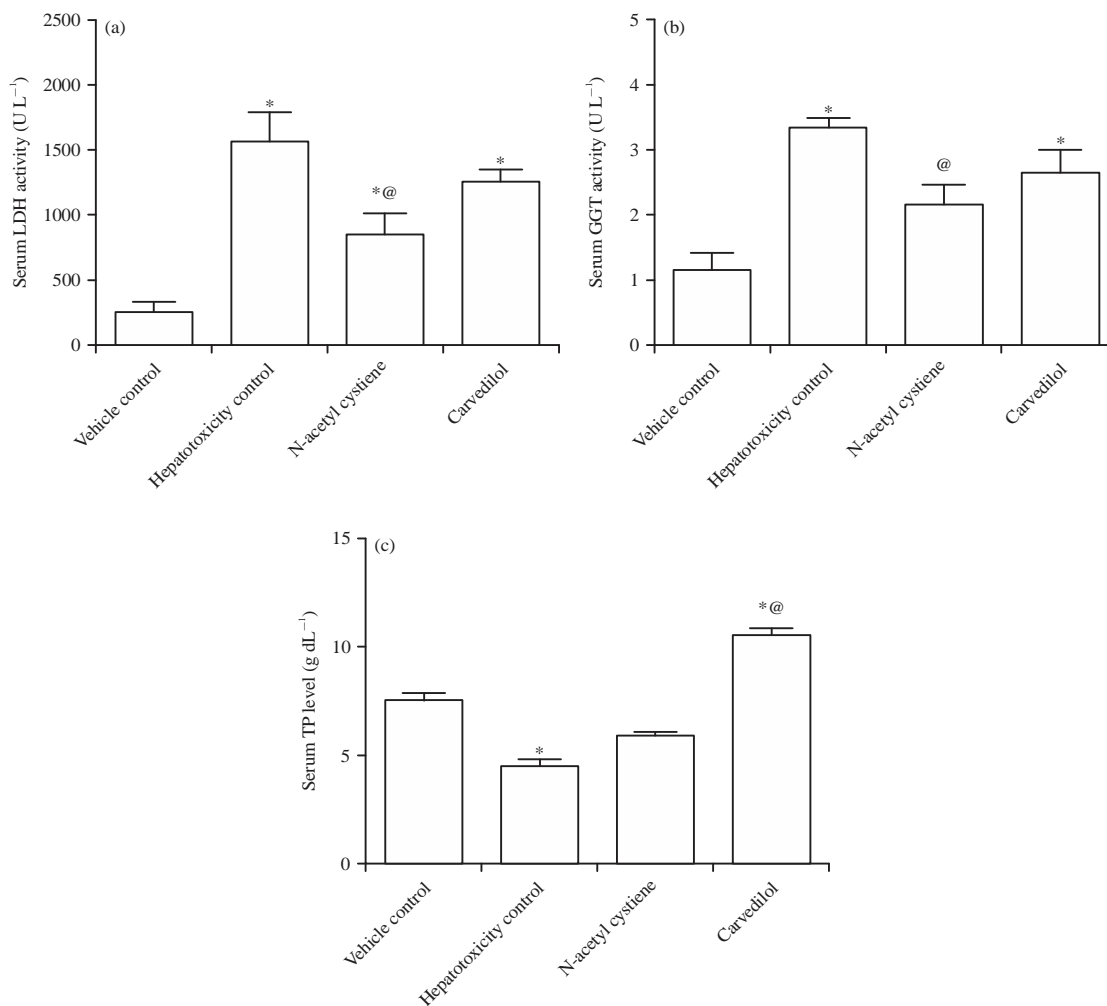 (a)
Serum LDH activity (U L⁻¹)
2500
2000
1500
1000
500
0
*
*@
*
Vehicle control
Hepatotoxicity control
N-acetyl cystiene
Carvedilol
(b)
Serum GGT activity (U L⁻¹)
5
4
3
2
1
0
*
@
*
Vehicle control
Hepatotoxicity control
N-acetyl cystiene
Carvedilol
(c)
Serum TP level (g dL⁻¹)
15
10
5
0
*
*@
Vehicle control
Hepatotoxicity control
N-acetyl cystiene
Carvedilol